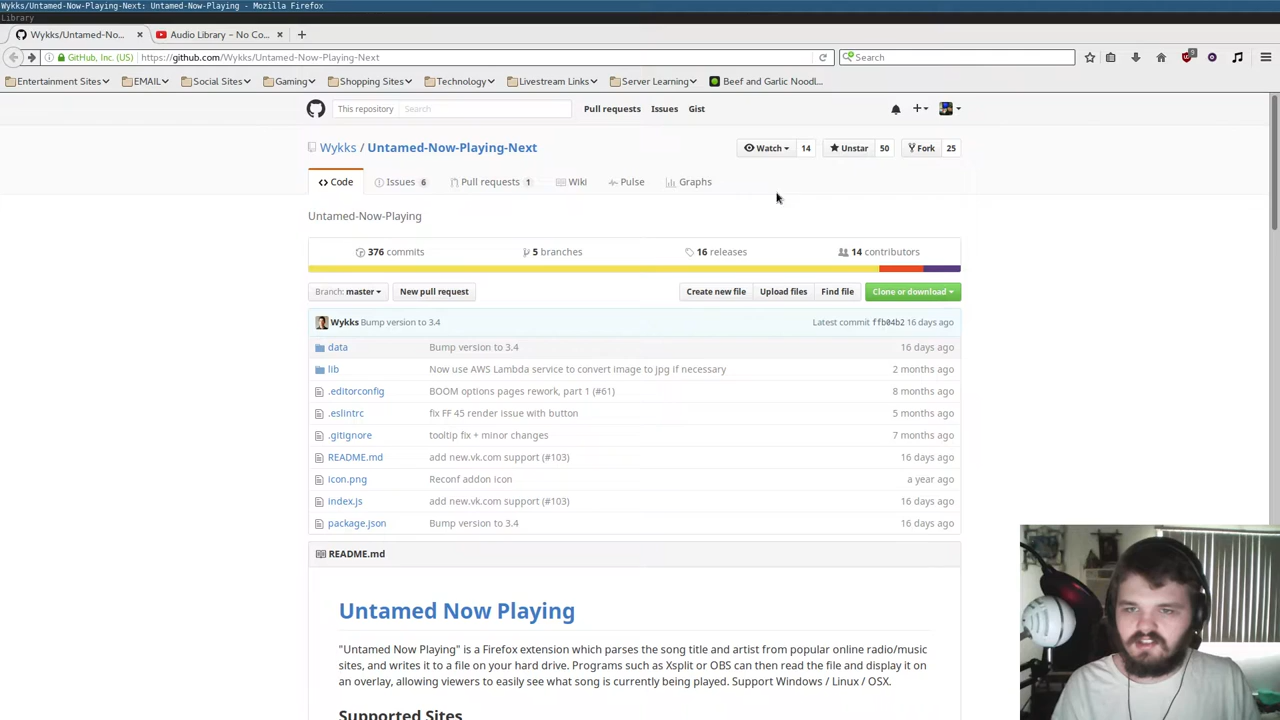 Wykks/Untamed-Now-Playing-Next: Untamed-Now-Playing - Mozilla Firefox
Library
Wykks/Untamed-No... ×
Audio Library – No Co... × +
GitHub, Inc. (US) https://github.com/Wykks/Untamed-Now-Playing-Next
Search
9
Entertainment Sites EMAIL Social Sites Gaming Shopping Sites Technology Livestream Links Server Learning Beef and Garlic Noodl...
This repository Search
Pull requests Issues Gist
Wykks / Untamed-Now-Playing-Next
Watch 14 Unstar 50 Fork 25
Code Issues 6 Pull requests 1 Wiki Pulse Graphs
Untamed-Now-Playing
376 commits 5 branches 16 releases 14 contributors
Branch: master New pull request Create new file Upload files Find file Clone or download
Wykks Bump version to 3.4 Latest commit ffb04b2 16 days ago
data Bump version to 3.4 16 days ago
lib Now use AWS Lambda service to convert image to jpg if necessary 2 months ago
.editorconfig BOOM options pages rework, part 1 (#61) 8 months ago
.eslintrc fix FF 45 render issue with button 5 months ago
.gitignore tooltip fix + minor changes 7 months ago
README.md add new.vk.com support (#103) 16 days ago
icon.png Reconf addon icon a year ago
index.js add new.vk.com support (#103) 16 days ago
package.json Bump version to 3.4 16 days ago
README.md
Untamed Now Playing
"Untamed Now Playing" is a Firefox extension which parses the song title and artist from popular online radio/music
sites, and writes it to a file on your hard drive. Programs such as Xsplit or OBS can then read the file and display it on
an overlay, allowing viewers to easily see what song is currently being played. Support Windows / Linux / OSX.
Supported Sites